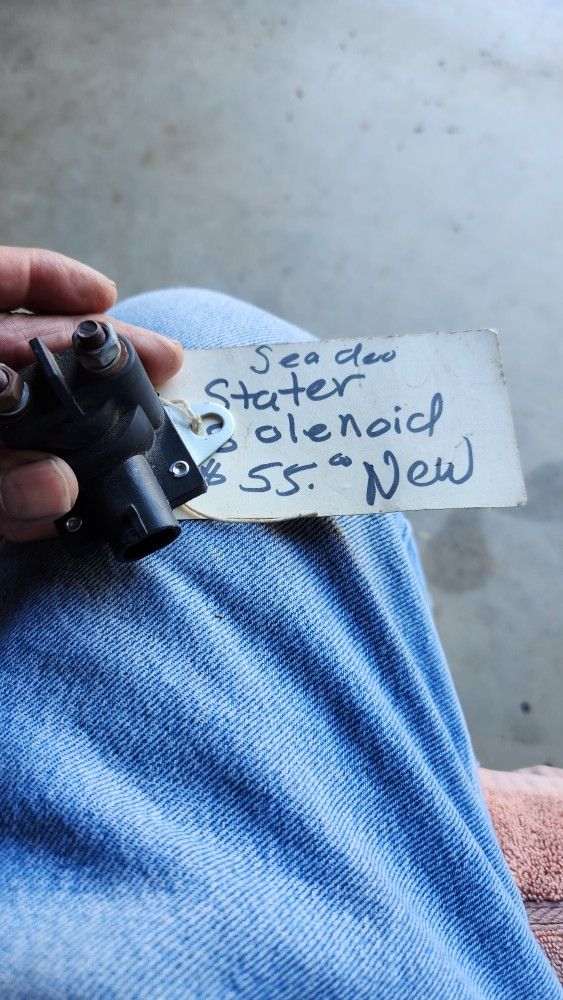 Sea doo
Stater
Solenoid
$55.00 New